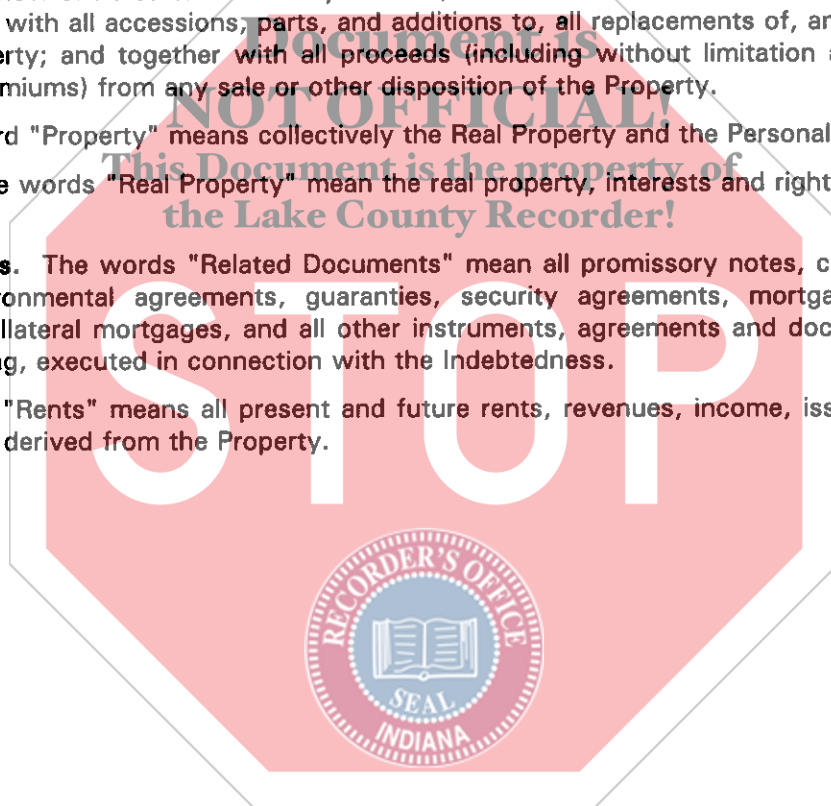 with all accessions, parts, and additions to, all replacements of, an
erty; and together with all proceeds (including without limitation a
miums) from any sale or other disposition of the Property.
rd "Property" means collectively the Real Property and the Personal
e words "Real Property" mean the real property, interests and right
s. The words "Related Documents" mean all promissory notes, c
ronmental agreements, guaranties, security agreements, mortga
llateral mortgages, and all other instruments, agreements and doc
g, executed in connection with the Indebtedness.
"Rents" means all present and future rents, revenues, income, iss
derived from the Property.
Document is
NOT OFFICIAL!
This Document is the property of
the Lake County Recorder!
STOP
RECORDER'S OFFICE
SEAL
INDIANA